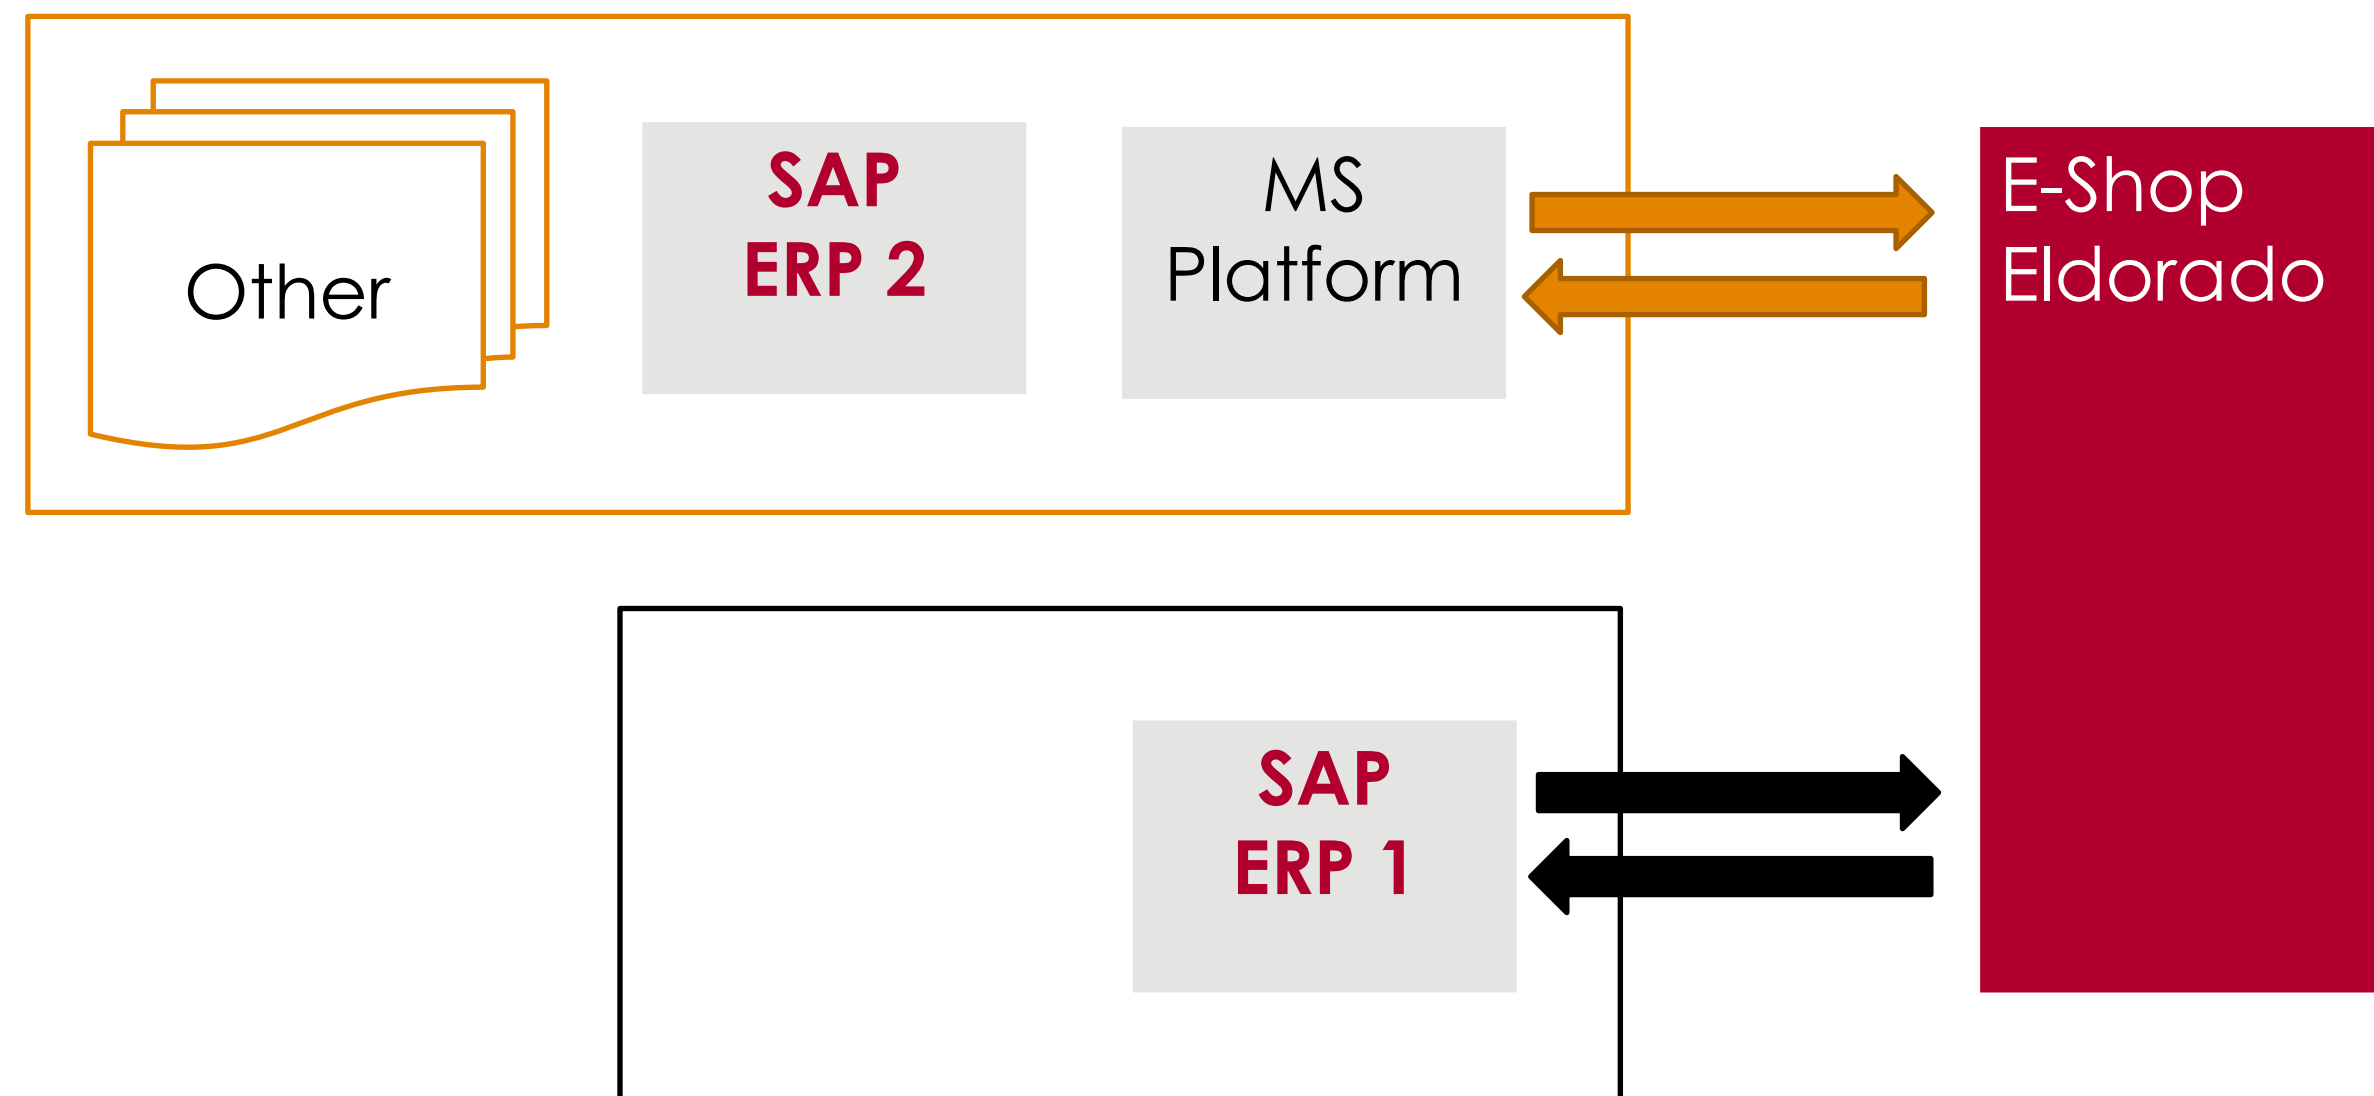 Other
SAP
ERP 2
MS
Platform
E-Shop
Eldorado
SAP
ERP 1